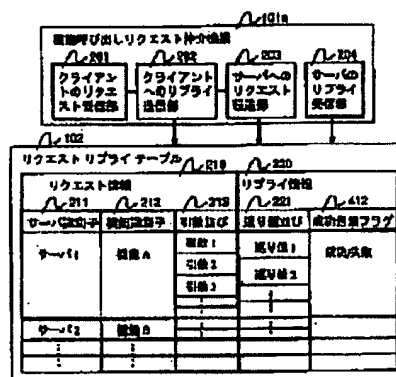 101a
機能呼び出しリクエスト仲介機構
201
202
203
204
クライアン
トのリクエ
スト受信部
クライアント
へのリプライ
送信部
サーバへの
リクエスト
転送部
サーバの
リプライ
受信部
102
リクエスト リプライ テーブル
210
220
リクエスト情報
リプライ情報
211
212
213
221
412
サーバ識別子
機能識別子
引数並び
返り値並び
成功失敗フラグ
サーバ1
機能A
引数1
引数2
引数3
返り値1
返り値2
成功/失敗
サーバ2
機能B